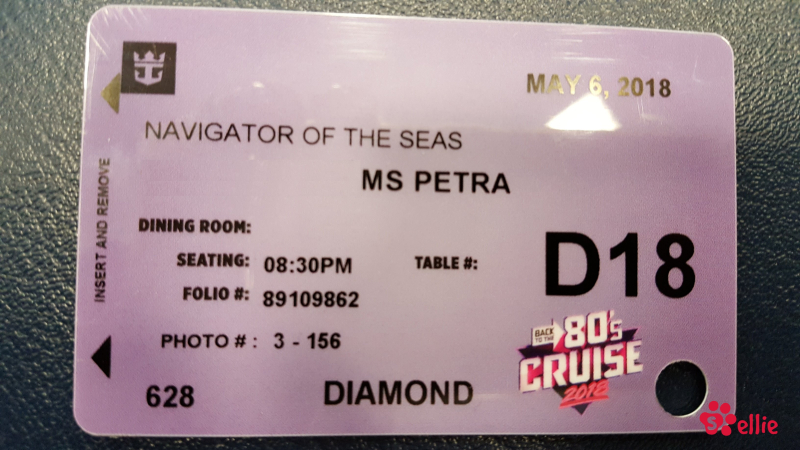 MAY 6, 2018
NAVIGATOR OF THE SEAS
MS PETRA
INSERT AND REMOVE
DINING ROOM:
SEATING: 08:30PM TABLE #:
D18
FOLIO #: 89109862
PHOTO # : 3 - 156
BACK TO THE 80's CRUISE 2018
628 DIAMOND
5ellie